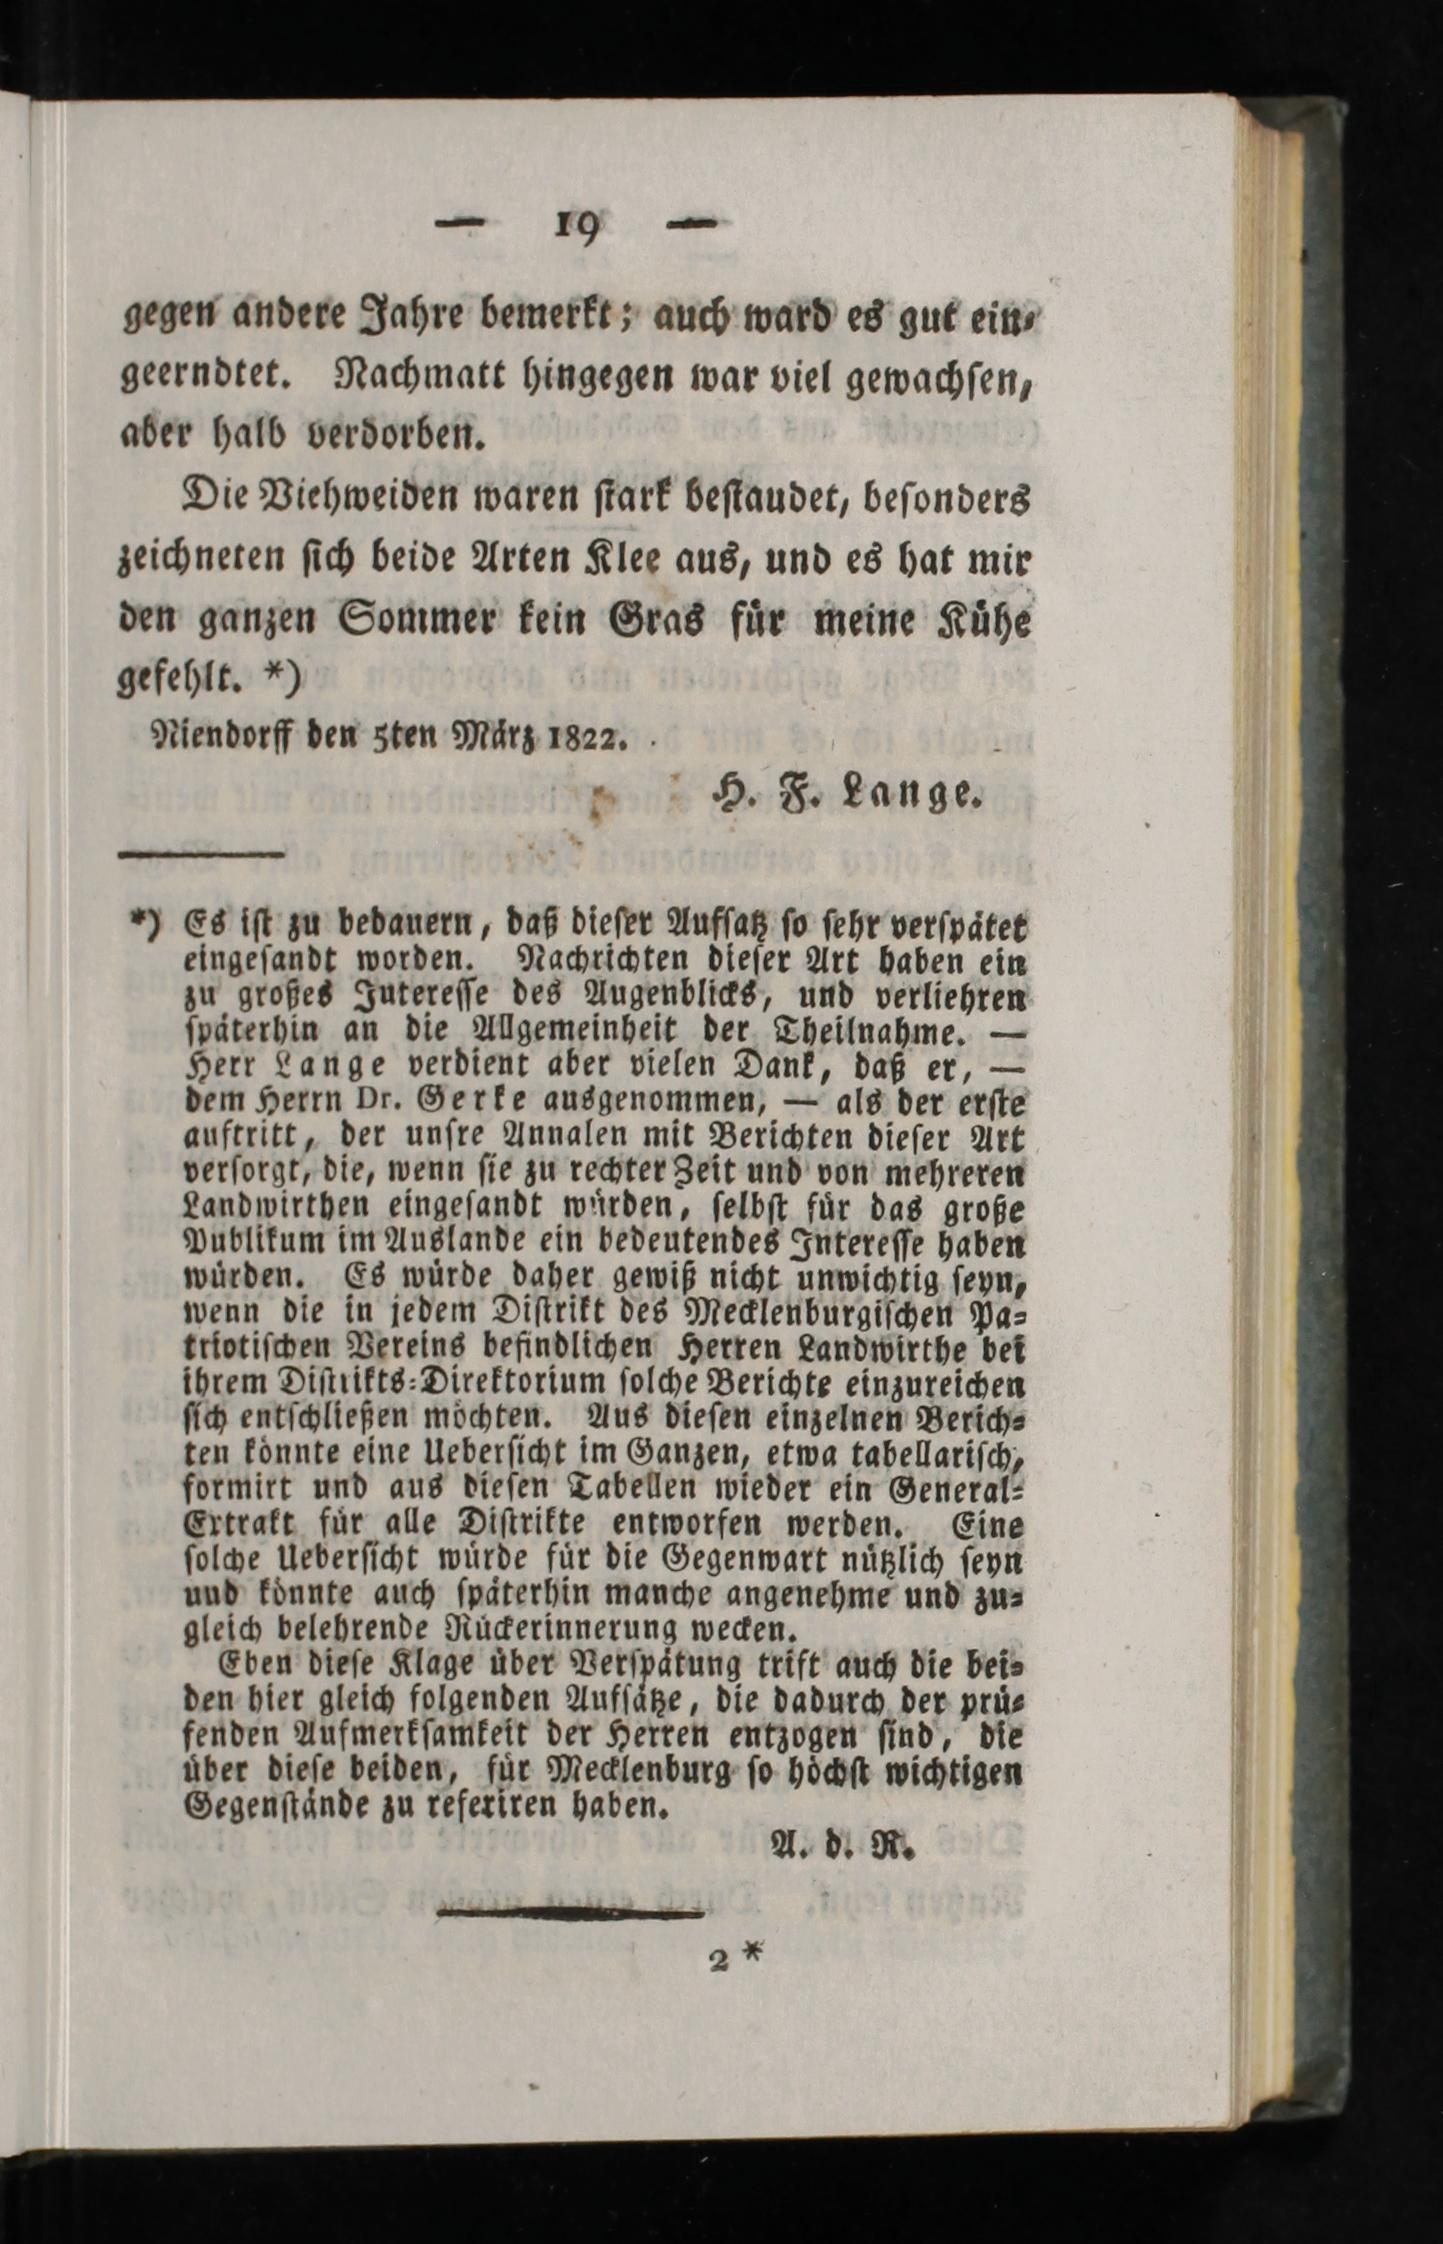 — 19 —
gegen andere Jahre bemerkt; auch ward es gut ein-
geerndtet. Nachmatt hingegen war viel gewachsen,
aber halb verdorben.
Die Viehweiden waren stark bestaudet, besonders
zeichneten sich beide Arten Klee aus, und es hat mir
den ganzen Sommer kein Gras für meine Kühe
gefehlt. *)
Niendorff den 5ten März 1822.
H. F. Lange.
*) Es ist zu bedauern, daß dieser Aufsatz so sehr verspätet
eingesandt worden. Nachrichten dieser Art haben ein
zu großes Juteresse des Augenblicks, und verliehren
späterhin an die Allgemeinheit der Theilnahme. —
Herr Lange verdient aber vielen Dank, daß er, —
dem Herrn Dr. Gerke ausgenommen, — als der erste
auftritt, der unsre Annalen mit Berichten dieser Art
versorgt, die, wenn sie zu rechter Zeit und von mehreren
Landwirthen eingesandt würden, selbst für das große
Publikum im Auslande ein bedeutendes Interesse haben
würden. Es würde daher gewiß nicht unwichtig seyn,
wenn die in jedem Distrikt des Mecklenburgischen Pa-
triotischen Vereins befindlichen Herren Landwirthe bei
ihrem Distrikts-Direktorium solche Berichte einzureichen
sich entschließen möchten. Aus diesen einzelnen Berich-
ten könnte eine Uebersicht im Ganzen, etwa tabellarisch,
formirt und aus diesen Tabellen wieder ein General-
Extrakt für alle Distrikte entworfen werden. Eine
solche Uebersicht würde für die Gegenwart nützlich seyn
uud könnte auch späterhin manche angenehme und zu-
gleich belehrende Rückerinnerung wecken.
Eben diese Klage über Verspätung trift auch die bei-
den hier gleich folgenden Aufsätze, die dadurch der prü-
fenden Aufmerksamkeit der Herren entzogen sind, die
über diese beiden, für Mecklenburg so höchst wichtigen
Gegenstände zu referiren haben.
A. d. R.
2 *